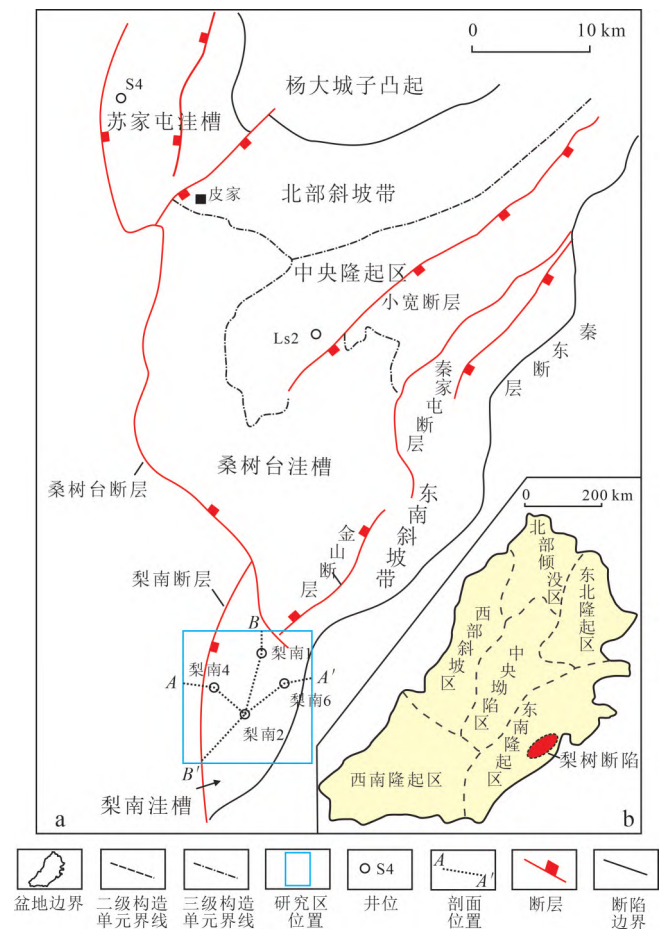 0 10 km
S4
杨大城子凸起
苏家屯洼槽
皮家
北部斜坡带
中央隆起区
小宽断层
Ls2
秦家屯断层
秦东断层
桑树台洼槽
桑树台断层
东南斜坡带
金山断层
梨南断层
B
梨南1
梨南4
A
A′
梨南6
梨南2
B′
梨南洼槽
a
0 200 km
北部倾没区
东北隆起区
西部斜坡区
中央坳陷区
东南隆起区
梨树断陷
西南隆起区
b
S4
A
A′
盆地边界
二级构造
单元界线
三级构造
单元界线
研究区
位置
井位
剖面
位置
断层
断陷
边界